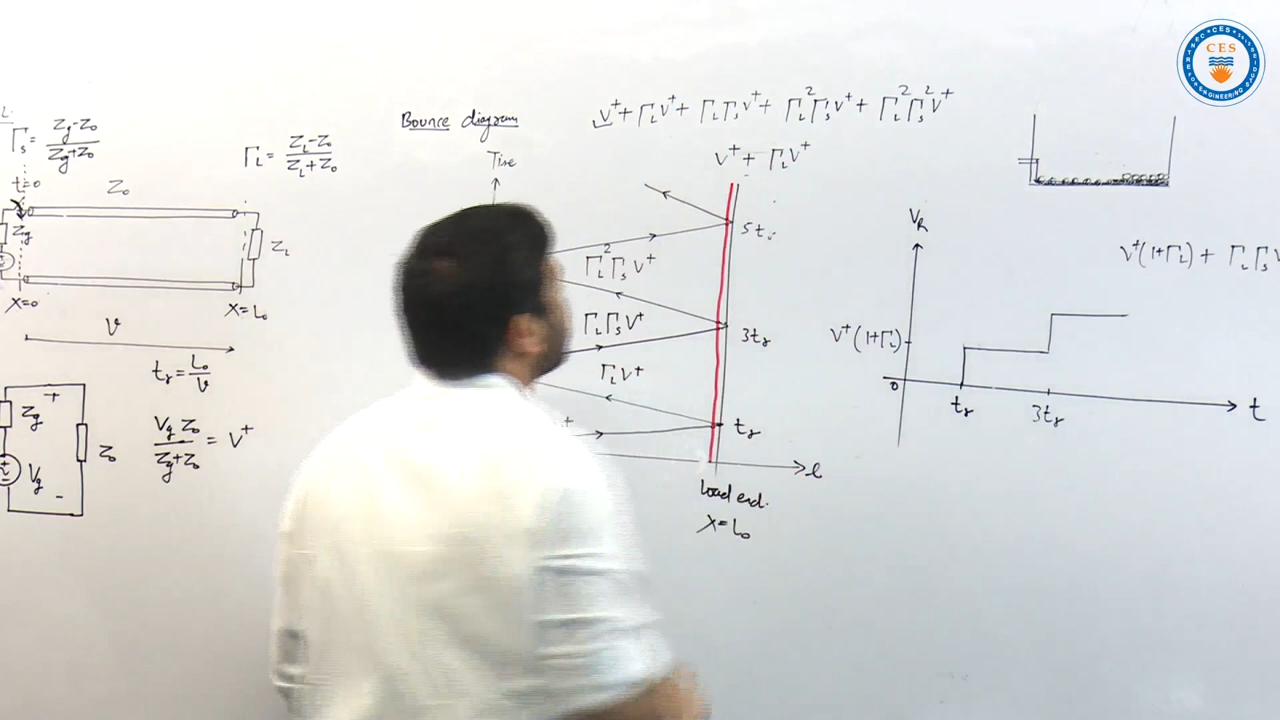 Γs = Zg-Z0 / Zg+Z0
t=0
Z0
ΓL = ZL-Z0 / ZL+Z0
Zg
ZL
X=0
X=L0
V
tr = L0/V
Zg
+
Z0
Vg
-
Vg Z0 / Zg+Z0 = V⁺
Bounce diagram
V⁺ + ΓLV⁺ + ΓLΓsV⁺ + ΓL²ΓsV⁺ + ΓL²Γs²V⁺
Time
V⁺ + ΓLV⁺
5tr
ΓL²ΓsV⁺
ΓLΓsV⁺
3tr
ΓLV⁺
+
tr
l
Load end.
X=L0
VR
V⁺(1+ΓL) + ΓLΓsV
V⁺(1+ΓL)
0
tr
3tr
t
CES